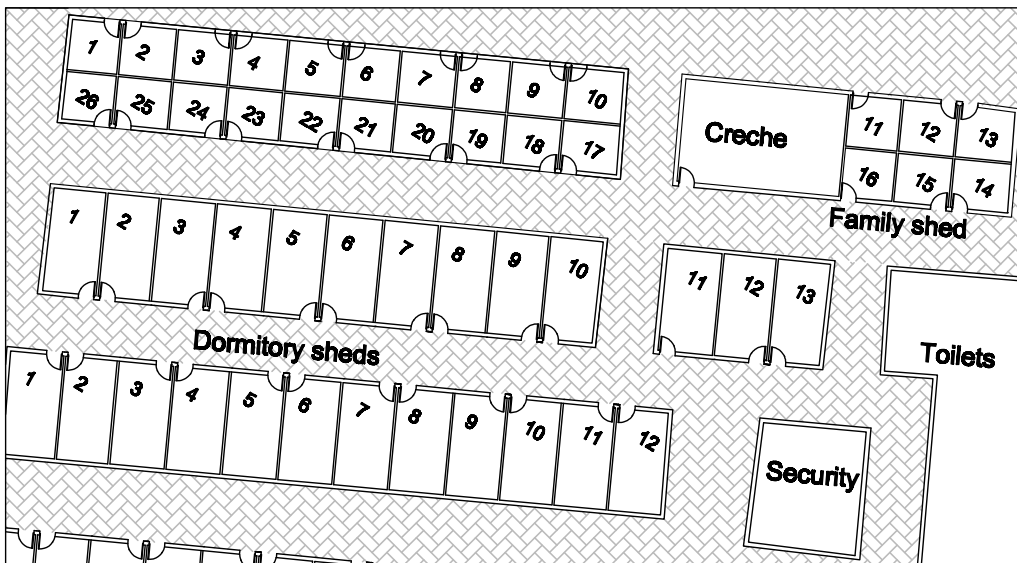 1 2 3 4 5 6 7 8 9 10
26 25 24 23 22 21 20 19 18 17
Creche
11 12 13
16 15 14
Family shed
1 2 3 4 5 6 7 8 9 10
11 12 13
Dormitory sheds
Toilets
1 2 3 4 5 6 7 8 9 10 11 12
Security